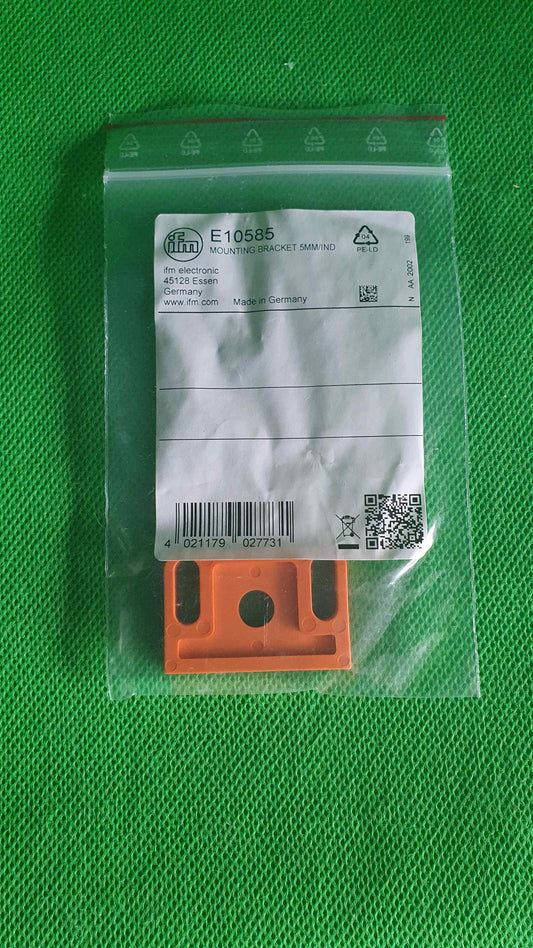 ifm
E10585
MOUNTING BRACKET 5MM/IND
ifm electronic
45128 Essen
Germany
www.ifm.com Made in Germany
04
PE-LD
N AA 2002 199
4 021179 027731